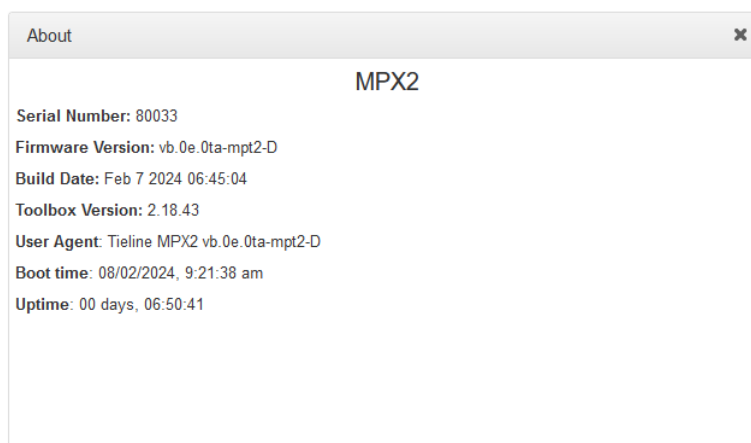 About
MPX2
Serial Number: 80033
Firmware Version: vb.0e.0ta-mpt2-D
Build Date: Feb 7 2024 06:45:04
Toolbox Version: 2.18.43
User Agent: Tieline MPX2 vb.0e.0ta-mpt2-D
Boot time: 08/02/2024, 9:21:38 am
Uptime: 00 days, 06:50:41